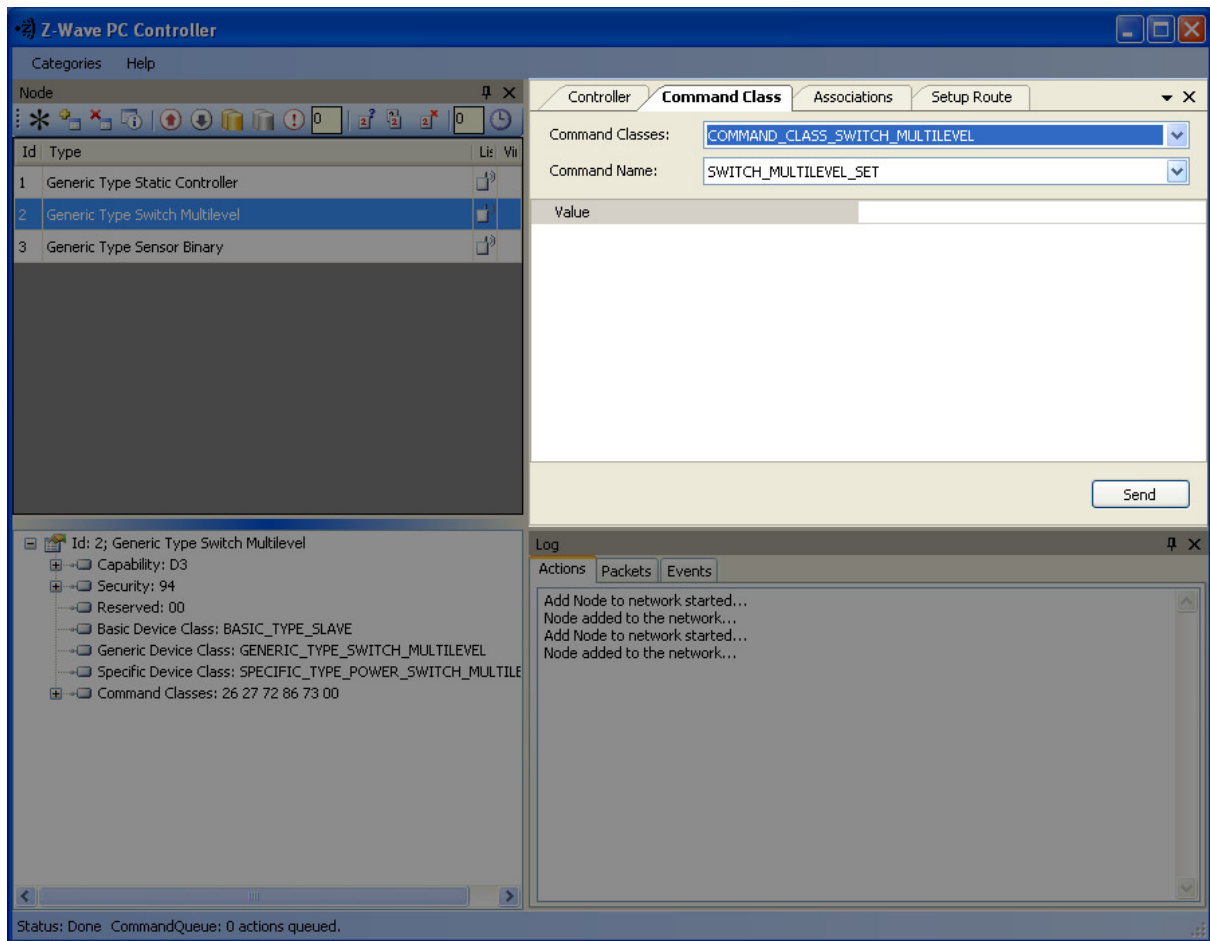 Z-Wave PC Controller
Categories Help
Node
0 2? 2 2 0
Id Type Lis Vii
1 Generic Type Static Controller
2 Generic Type Switch Multilevel
3 Generic Type Sensor Binary
Controller Command Class Associations Setup Route
Command Classes: COMMAND_CLASS_SWITCH_MULTILEVEL
Command Name: SWITCH_MULTILEVEL_SET
Value
Send
Id: 2; Generic Type Switch Multilevel
Capability: D3
Security: 94
Reserved: 00
Basic Device Class: BASIC_TYPE_SLAVE
Generic Device Class: GENERIC_TYPE_SWITCH_MULTILEVEL
Specific Device Class: SPECIFIC_TYPE_POWER_SWITCH_MULTILE
Command Classes: 26 27 72 86 73 00
Log
Actions Packets Events
Add Node to network started...
Node added to the network...
Add Node to network started...
Node added to the network...
Status: Done CommandQueue: 0 actions queued.